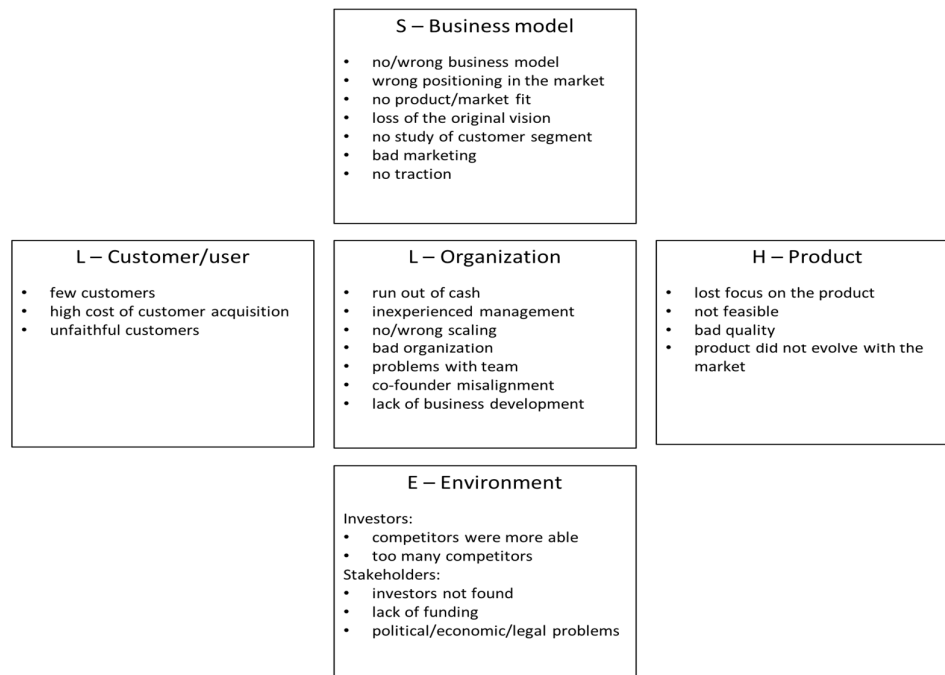 S – Business model
• no/wrong business model
• wrong positioning in the market
• no product/market fit
• loss of the original vision
• no study of customer segment
• bad marketing
• no traction
L – Customer/user
• few customers
• high cost of customer acquisition
• unfaithful customers
L – Organization
• run out of cash
• inexperienced management
• no/wrong scaling
• bad organization
• problems with team
• co-founder misalignment
• lack of business development
H – Product
• lost focus on the product
• not feasible
• bad quality
• product did not evolve with the
market
E – Environment
Investors:
• competitors were more able
• too many competitors
Stakeholders:
• investors not found
• lack of funding
• political/economic/legal problems